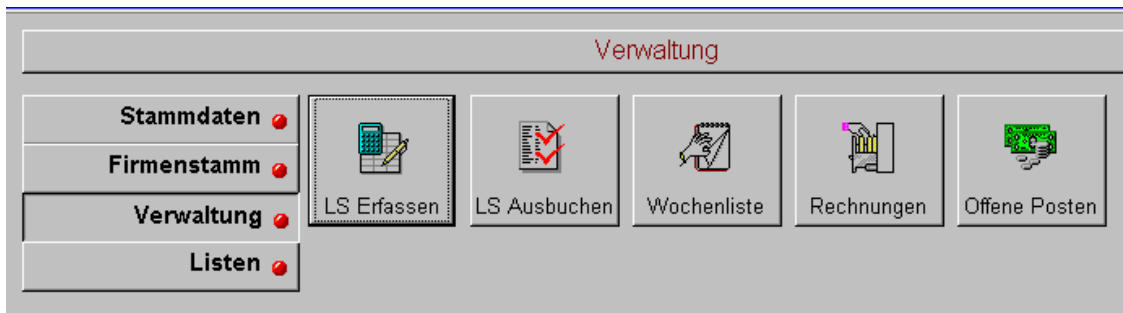 Verwaltung
Stammdaten
Firmenstamm
Verwaltung
Listen
LS Erfassen
LS Ausbuchen
Wochenliste
Rechnungen
Offene Posten